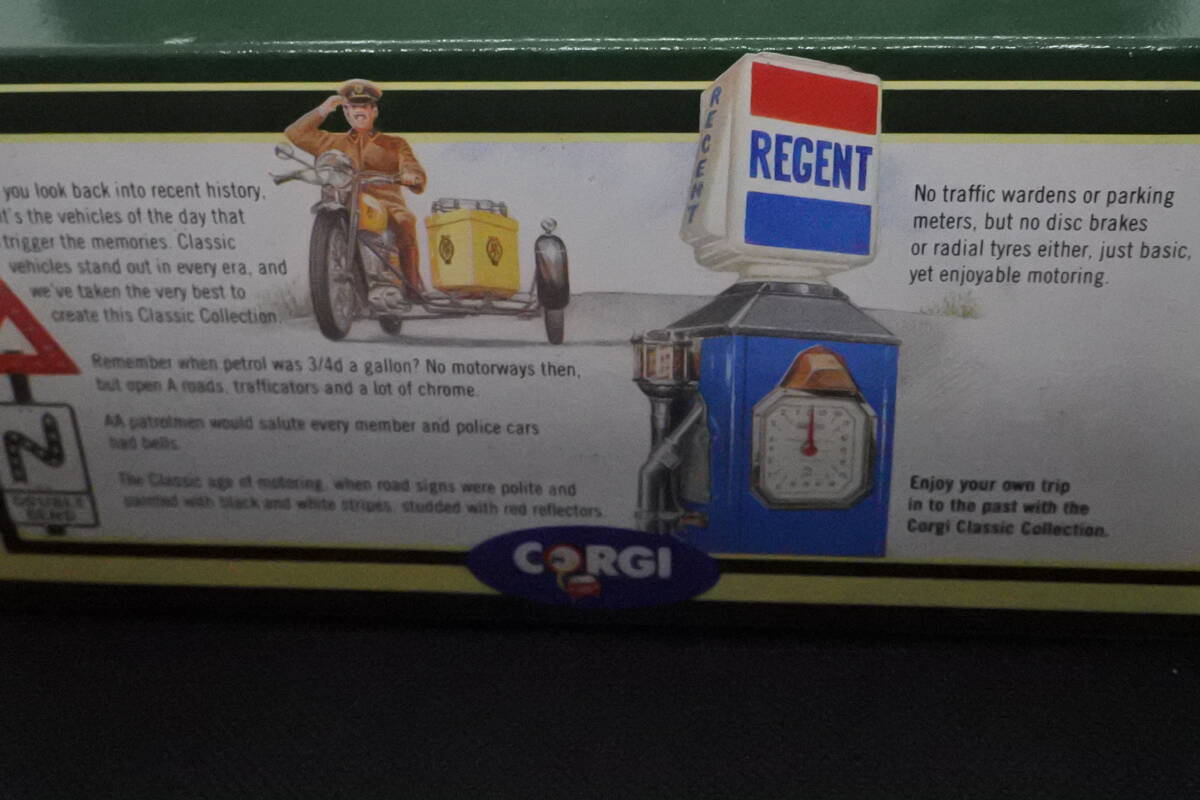 you look back into recent history,
it's the vehicles of the day that
trigger the memories. Classic
vehicles stand out in every era, and
we've taken the very best to
create this Classic Collection.
Remember when petrol was 3/4d a gallon? No motorways then,
but open A roads, trafficators and a lot of chrome.
AA patrolmen would salute every member and police cars
had bells.
The Classic age of motoring, when road signs were polite and
painted with black and white stripes, studded with red reflectors.
DOUBLE
BEND
REGENT
REGENT
No traffic wardens or parking
meters, but no disc brakes
or radial tyres either, just basic,
yet enjoyable motoring.
Enjoy your own trip
in to the past with the
Corgi Classic Collection.
CORGI